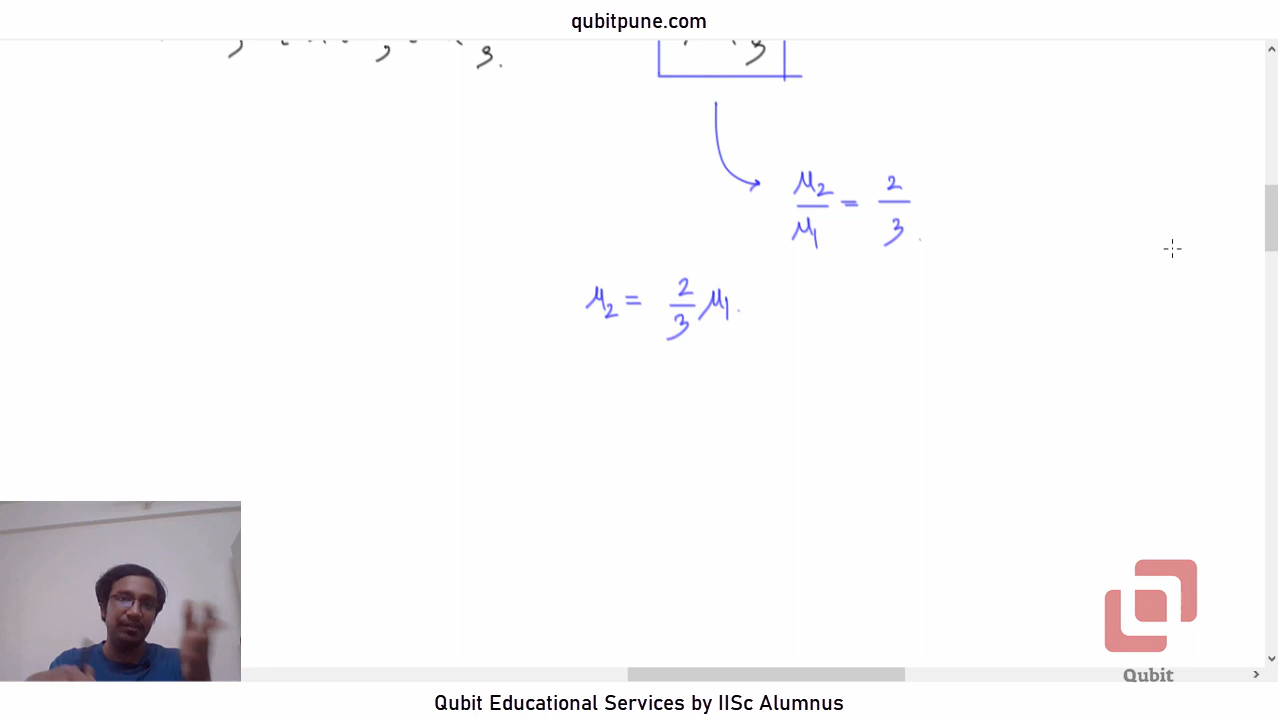 qubitpune.com
μ₂/μ₁ = 2/3.
μ₂ = 2/3 μ₁.
Qubit
Qubit Educational Services by IISc Alumnus